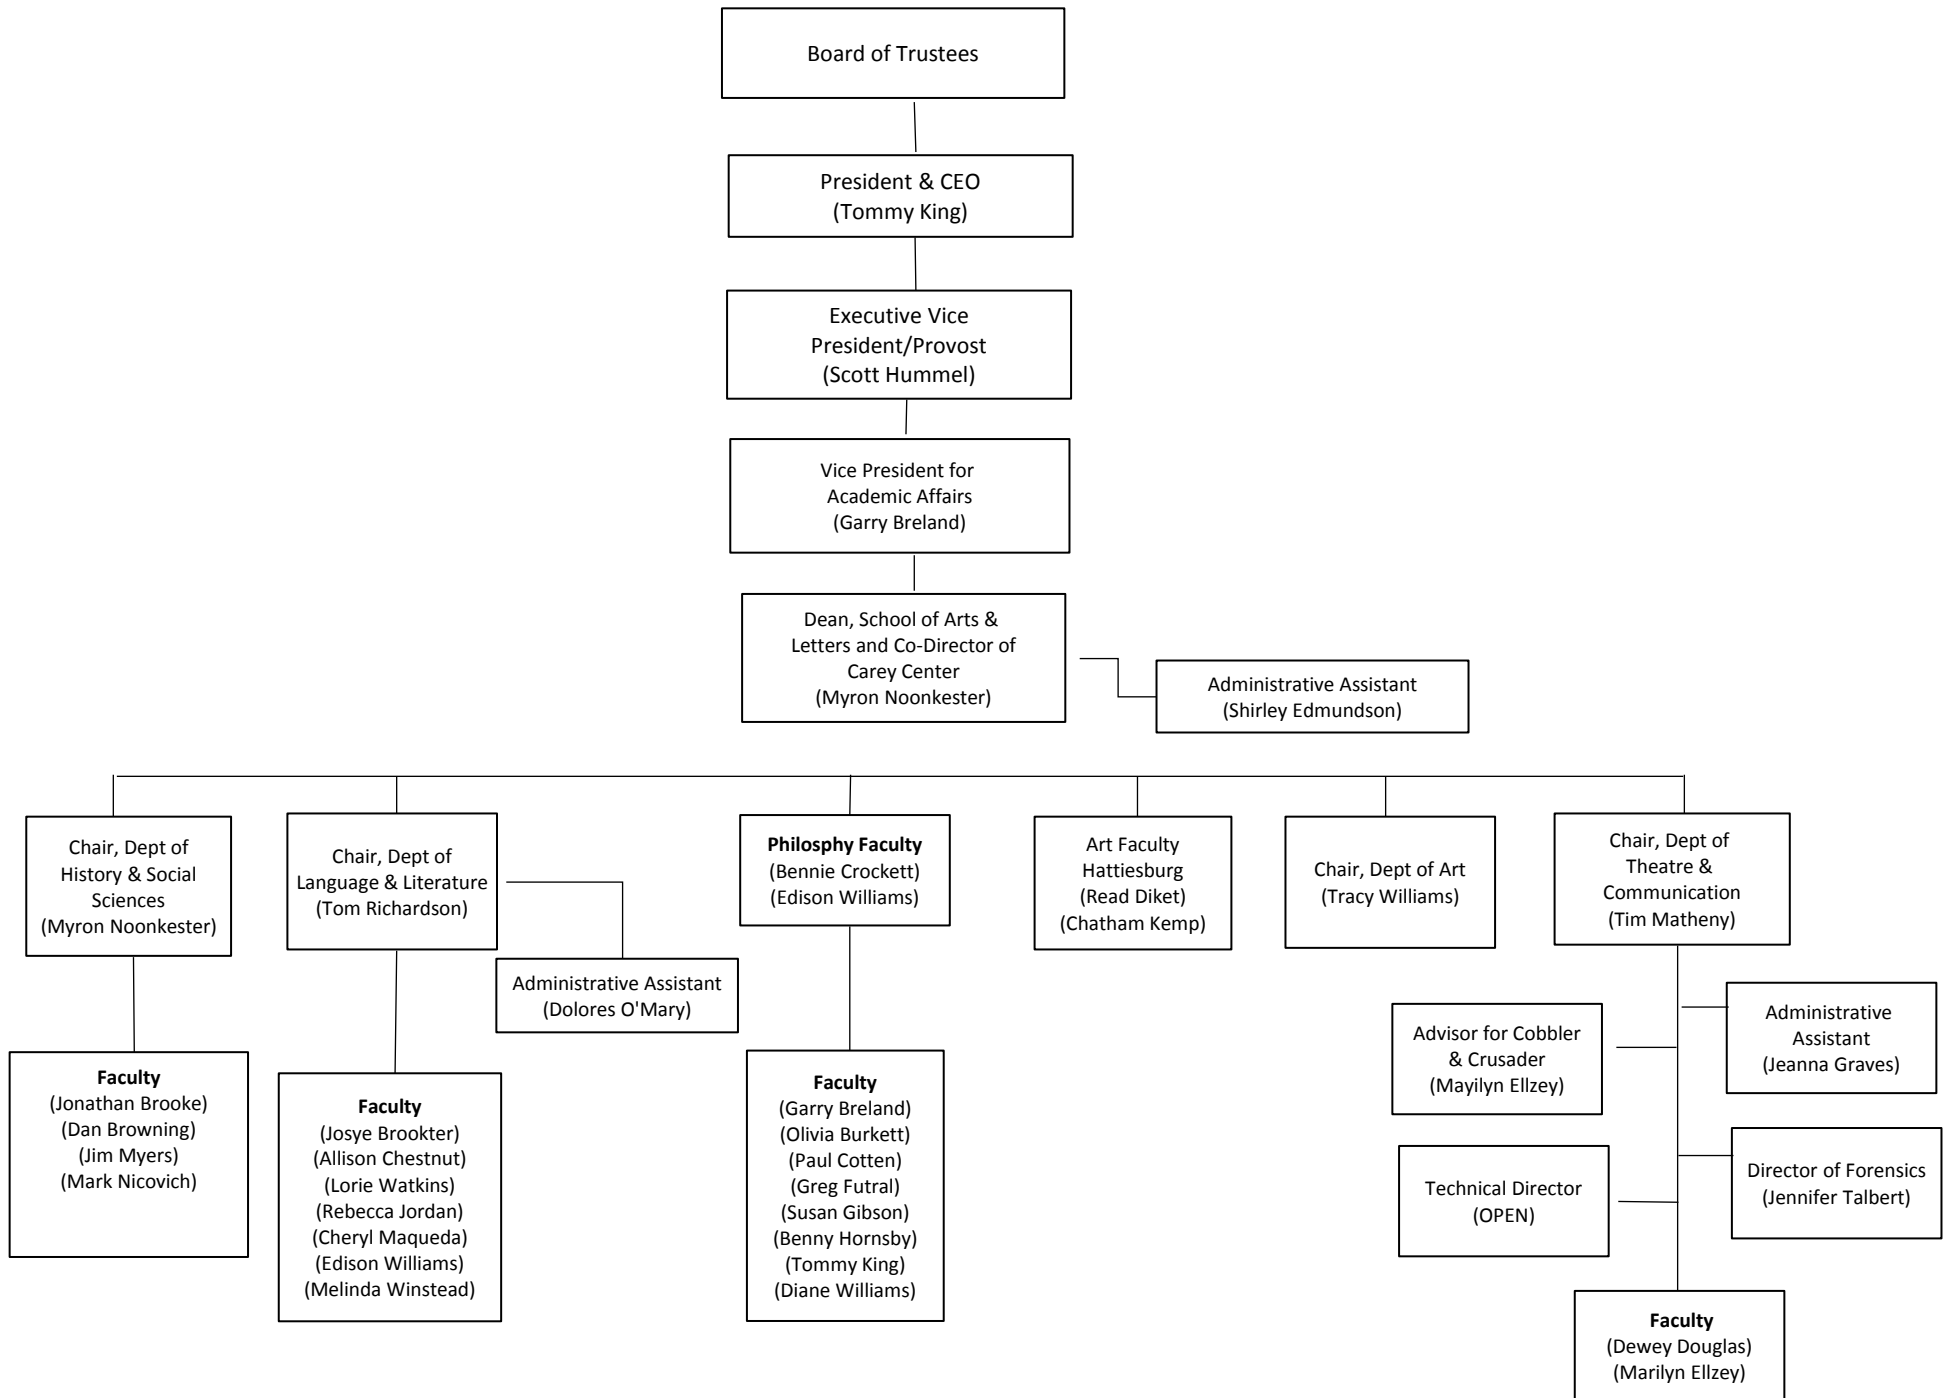 Board of Trustees
President & CEO
(Tommy King)
Executive Vice
President/Provost
(Scott Hummel)
Vice President for
Academic Affairs
(Garry Breland)
Dean, School of Arts &
Letters and Co-Director of
Carey Center
(Myron Noonkester)
Administrative Assistant
(Shirley Edmundson)
Chair, Dept of
History & Social
Sciences
(Myron Noonkester)
Chair, Dept of
Language & Literature
(Tom Richardson)
Philosphy Faculty
(Bennie Crockett)
(Edison Williams)
Art Faculty
Hattiesburg
(Read Diket)
(Chatham Kemp)
Chair, Dept of Art
(Tracy Williams)
Chair, Dept of
Theatre &
Communication
(Tim Matheny)
Administrative Assistant
(Dolores O'Mary)
Administrative
Assistant
(Jeanna Graves)
Advisor for Cobbler
& Crusader
(Mayilyn Ellzey)
Faculty
(Jonathan Brooke)
(Dan Browning)
(Jim Myers)
(Mark Nicovich)
Faculty
(Josye Brookter)
(Allison Chestnut)
(Lorie Watkins)
(Rebecca Jordan)
(Cheryl Maqueda)
(Edison Williams)
(Melinda Winstead)
Faculty
(Garry Breland)
(Olivia Burkett)
(Paul Cotten)
(Greg Futral)
(Susan Gibson)
(Benny Hornsby)
(Tommy King)
(Diane Williams)
Director of Forensics
(Jennifer Talbert)
Technical Director
(OPEN)
Faculty
(Dewey Douglas)
(Marilyn Ellzey)